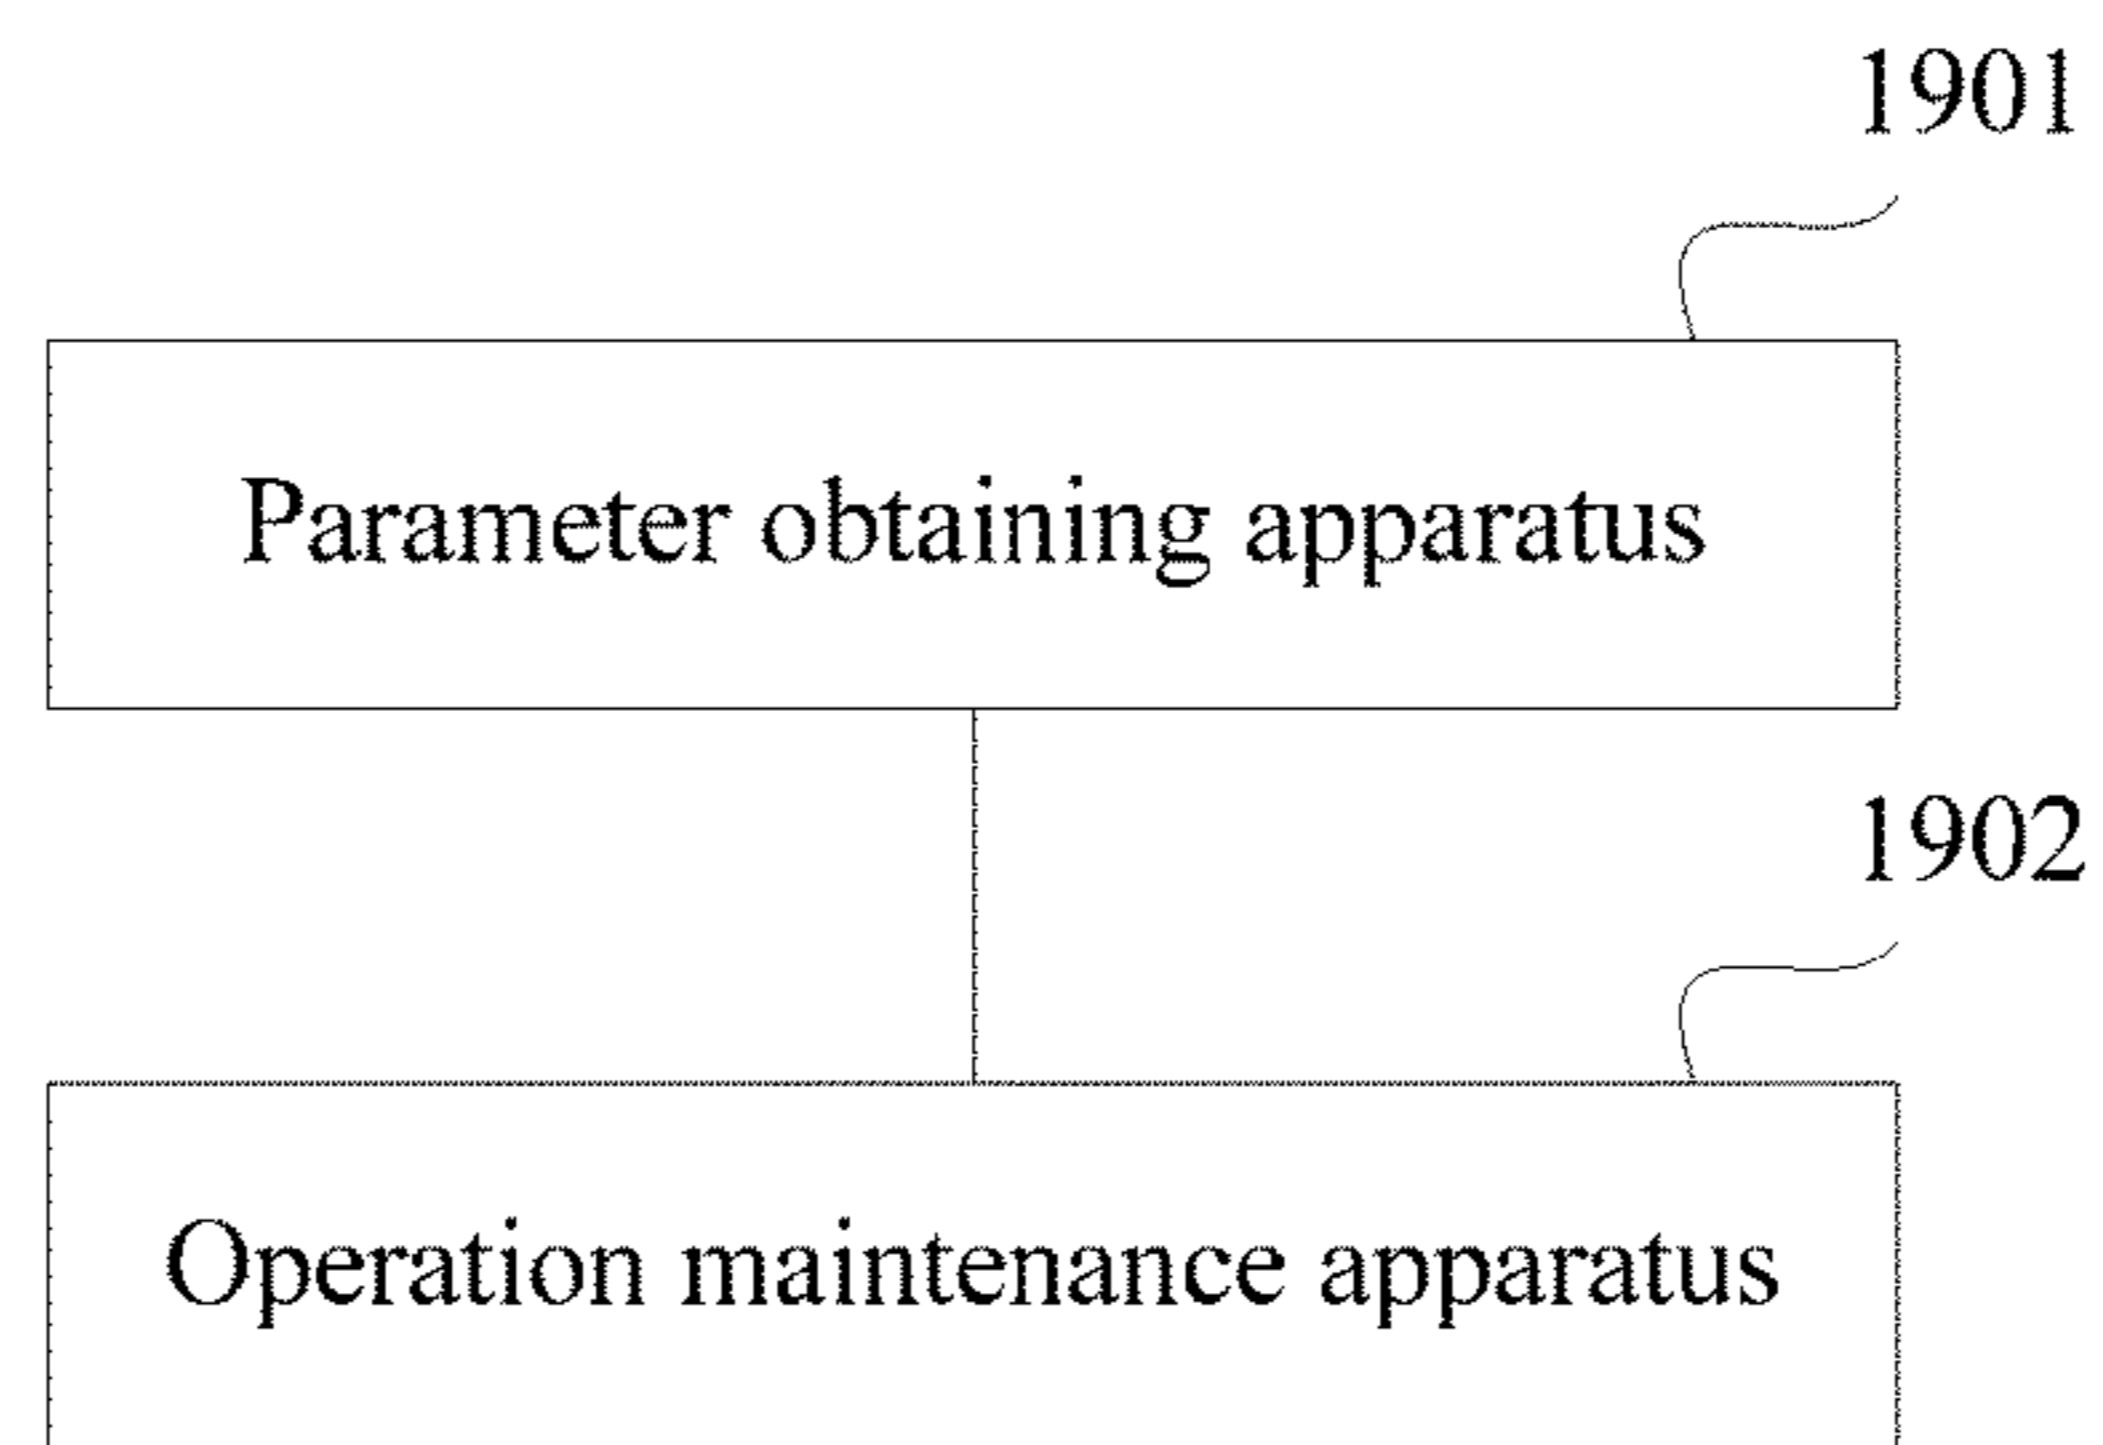 1901
Parameter obtaining apparatus
1902
Operation maintenance apparatus